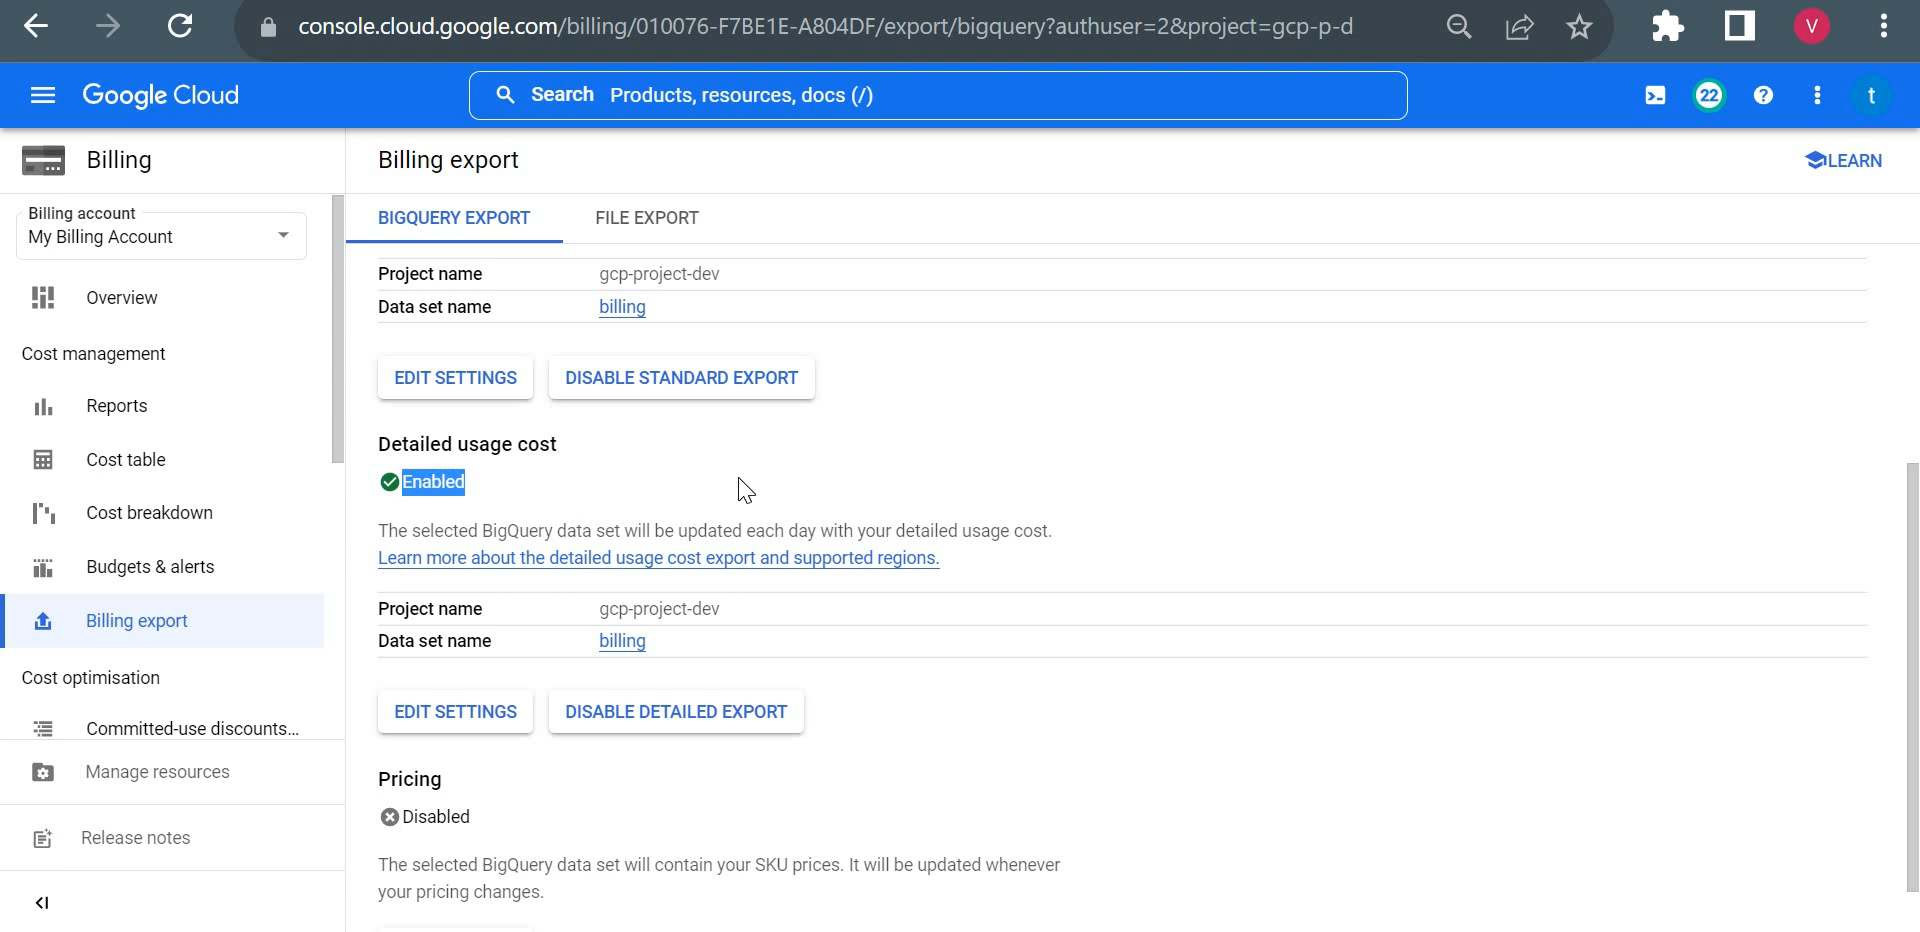 console.cloud.google.com/billing/010076-F7BE1E-A804DF/export/bigquery?authuser=2&project=gcp-p-d
V
Google Cloud
Search Products, resources, docs (/)
22
t
Billing
Billing export
LEARN
BIGQUERY EXPORT
FILE EXPORT
Billing account
My Billing Account
Overview
Cost management
Reports
Cost table
Cost breakdown
Budgets & alerts
Billing export
Cost optimisation
Committed-use discounts...
Manage resources
Release notes
Project name gcp-project-dev
Data set name billing
EDIT SETTINGS DISABLE STANDARD EXPORT
Detailed usage cost
Enabled
The selected BigQuery data set will be updated each day with your detailed usage cost.
Learn more about the detailed usage cost export and supported regions.
Project name gcp-project-dev
Data set name billing
EDIT SETTINGS DISABLE DETAILED EXPORT
Pricing
Disabled
The selected BigQuery data set will contain your SKU prices. It will be updated whenever
your pricing changes.